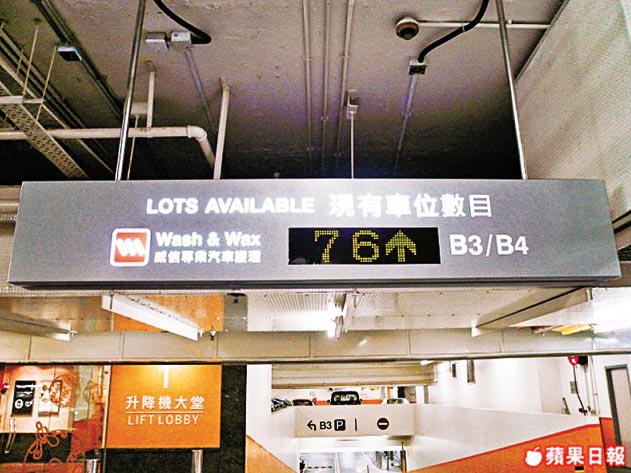 LOTS AVAILABLE 現有車位數目
Wash & Wax
威信專業汽車護理
76↑ B3/B4
1
升降機大堂
LIFT LOBBY
↰ B3 P
蘋果日報